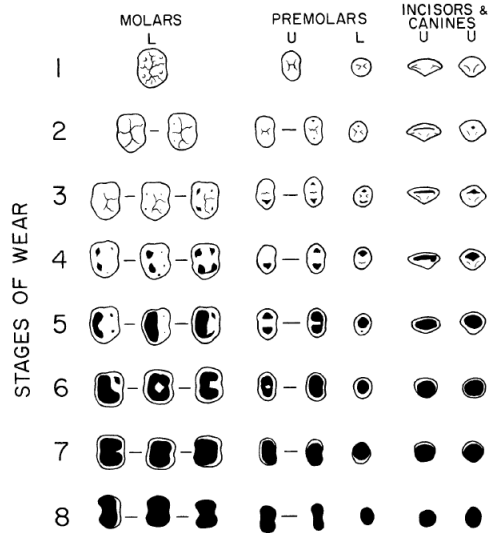 MOLARS
L
PREMOLARS
U L
INCISORS &
CANINES
U U
STAGES OF WEAR
1
2
3
4
5
6
7
8